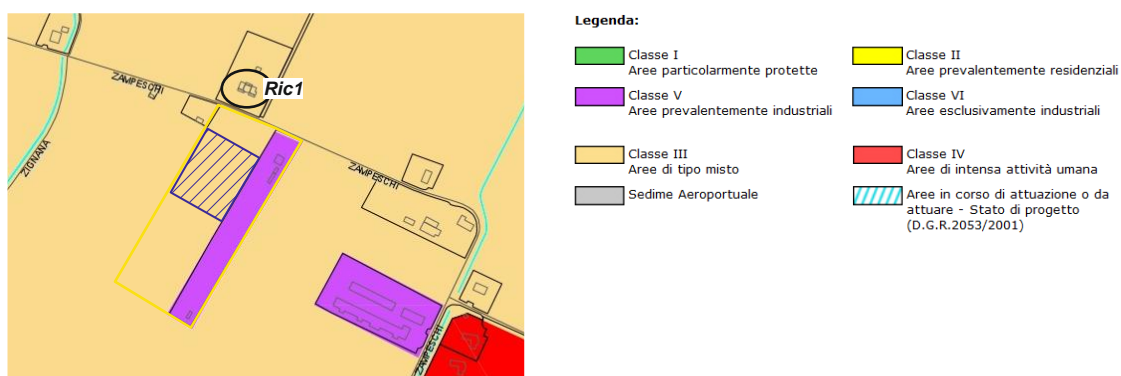 ZAMPESCHI
Ric1
ZIGNANA
ZAMPESCHI
ZAMPESCHI
Legenda:
Classe I
Aree particolarmente protette
Classe II
Aree prevalentemente residenziali
Classe V
Aree prevalentemente industriali
Classe VI
Aree esclusivamente industriali
Classe III
Aree di tipo misto
Classe IV
Aree di intensa attività umana
Sedime Aeroportuale
Aree in corso di attuazione o da
attuare - Stato di progetto
(D.G.R.2053/2001)